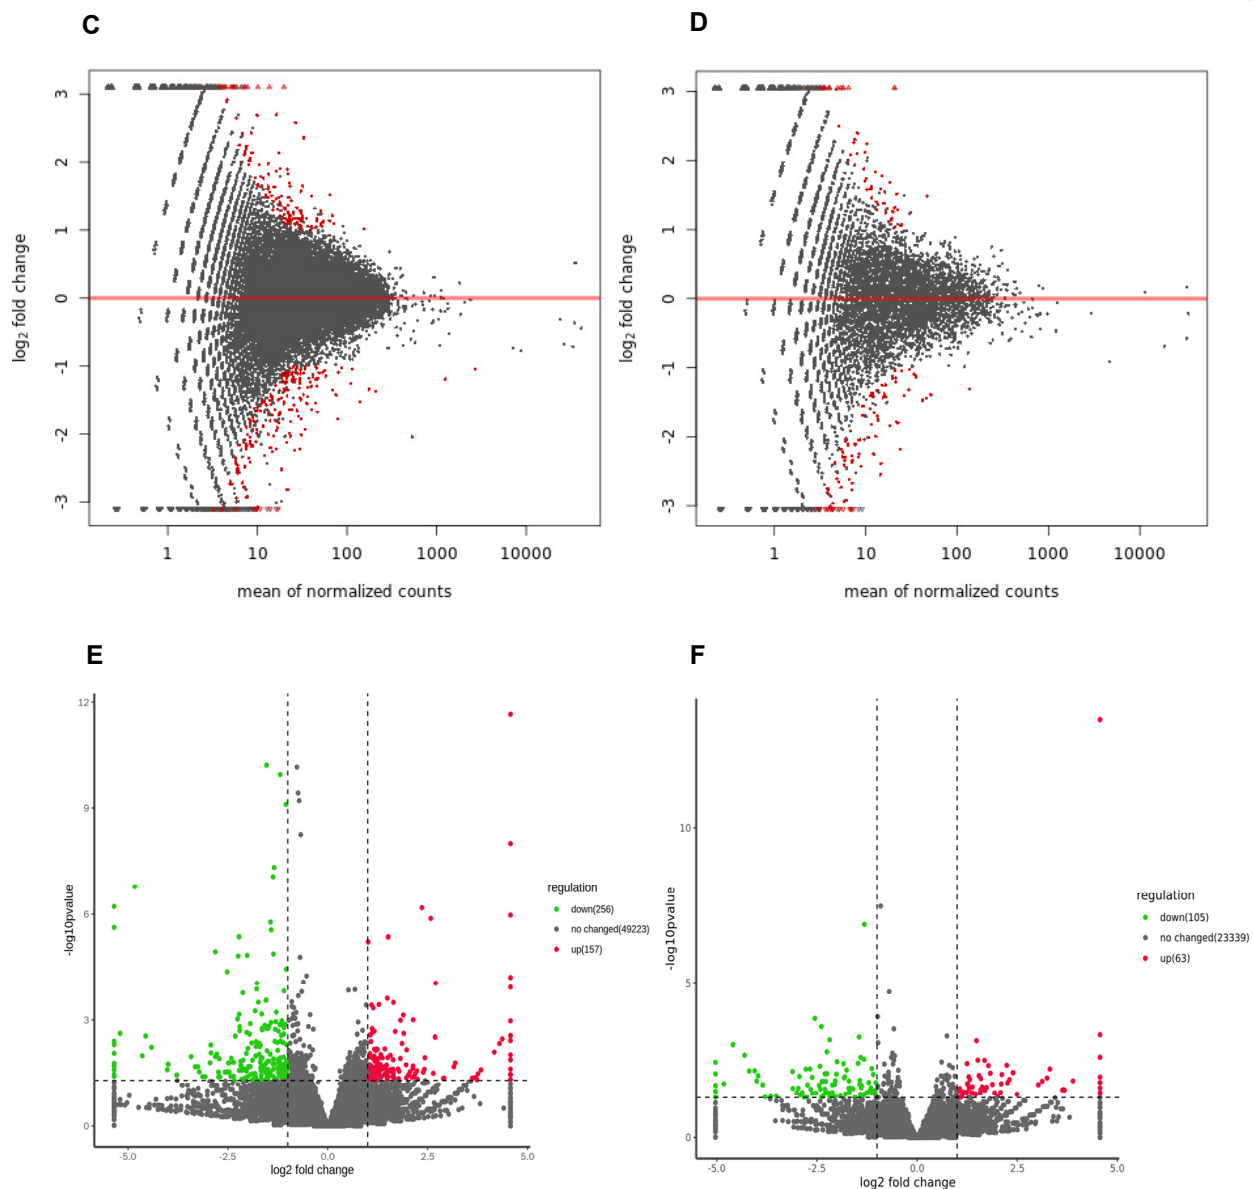 C
D
3
2
1
0
-1
-2
-3
log2 fold change
1
10
100
1000
10000
mean of normalized counts
3
2
1
0
-1
-2
-3
log2 fold change
1
10
100
1000
10000
mean of normalized counts
E
F
12
9
6
3
0
-log10pvalue
-5.0
-2.5
0.0
2.5
5.0
log2 fold change
regulation
down(256)
no changed(49223)
up(157)
10
5
0
-log10pvalue
-5.0
-2.5
0.0
2.5
5.0
log2 fold change
regulation
down(105)
no changed(23339)
up(63)